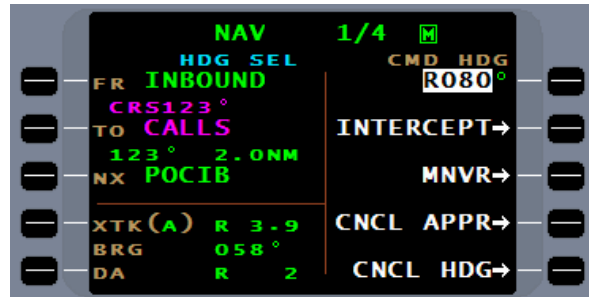 NAV 1/4 M
HDG SEL CMD HDG
FR INBOUND R080°
CRS123°
TO CALLS INTERCEPT→
123° 2.0NM
NX POCIB MNVR→
XTK(A) R 3.9 CNCL APPR→
BRG 058°
DA R 2 CNCL HDG→